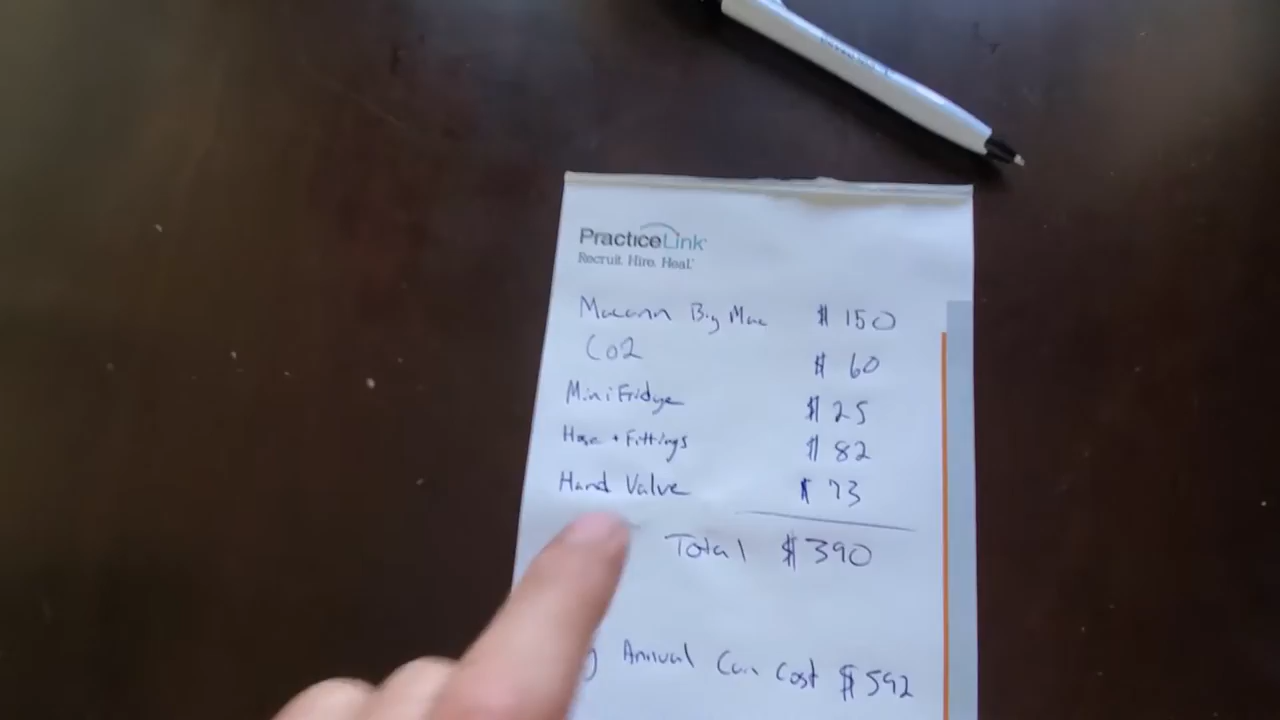 PracticeLink
Recruit. Hire. Heal.
Macann Big Mac $150
Co2 $60
Mini Fridge $25
Hose + Fittings $82
Hand Valve $73
Total $390
Annual Can Cost $592